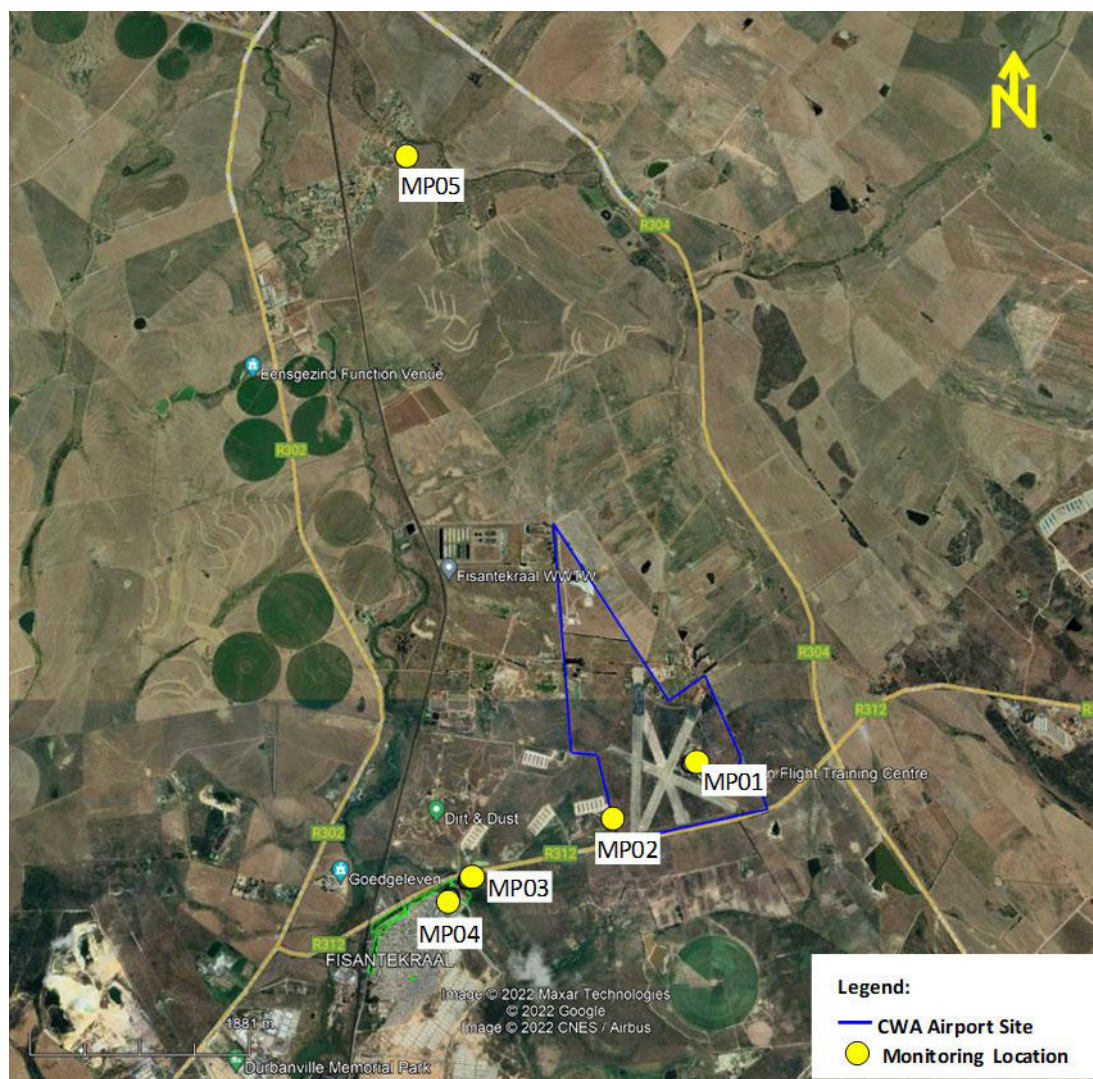 N
MP05
R304
Eensgezind Function Venue
R302
Fisantekraal WWTW
R304
R312
MP01
Flight Training Centre
Dirt & Dust
R302
MP02
R312
Goedgeleven
MP03
MP04
R312
FISANTEKRAAL
Image © 2022 Maxar Technologies
© 2022 Google
Image © 2022 CNES / Airbus
1881 m
Durbanville Memorial Park
Legend:
CWA Airport Site
Monitoring Location